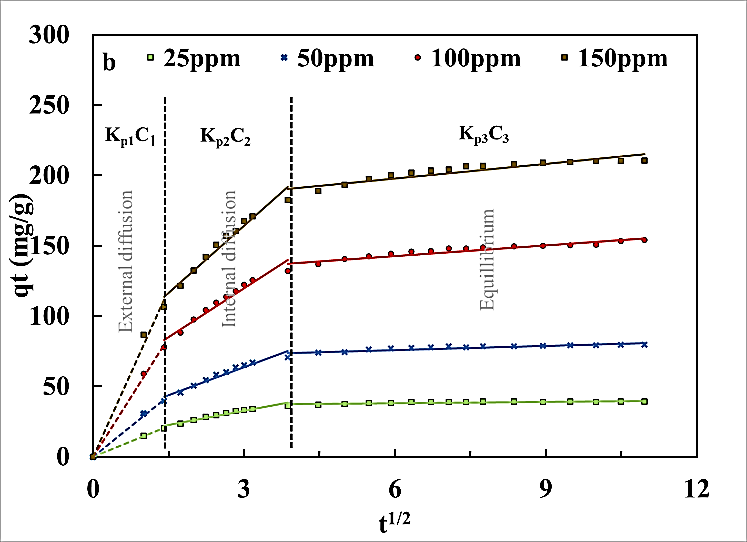 300
b
25ppm
50ppm
100ppm
150ppm
250
Kp1C1
Kp2C2
Kp3C3
200
150
100
50
0
qt (mg/g)
External diffusion
Internal diffusion
Equilibrium
0
3
6
9
12
t1/2